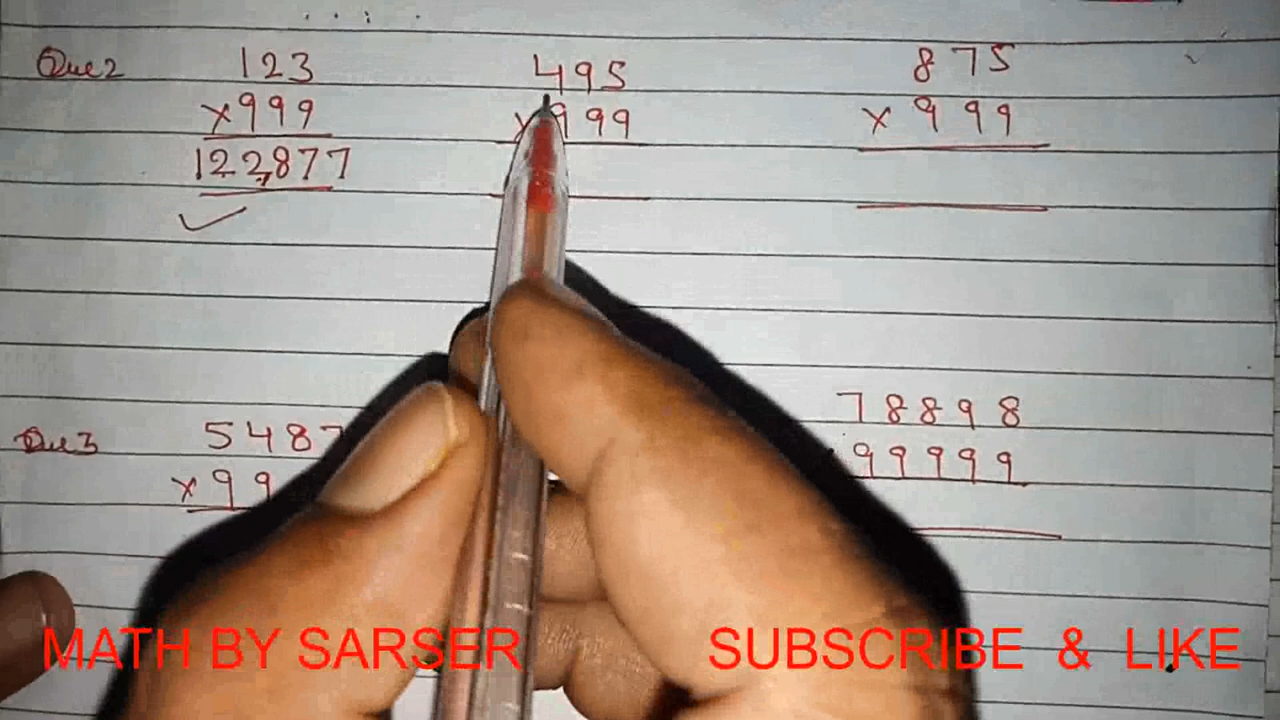 Que2
123
×999
122877
495
×999
875
×999
Que3
5487
×99
78898
99999
MATH BY SARSER
SUBSCRIBE & LIKE